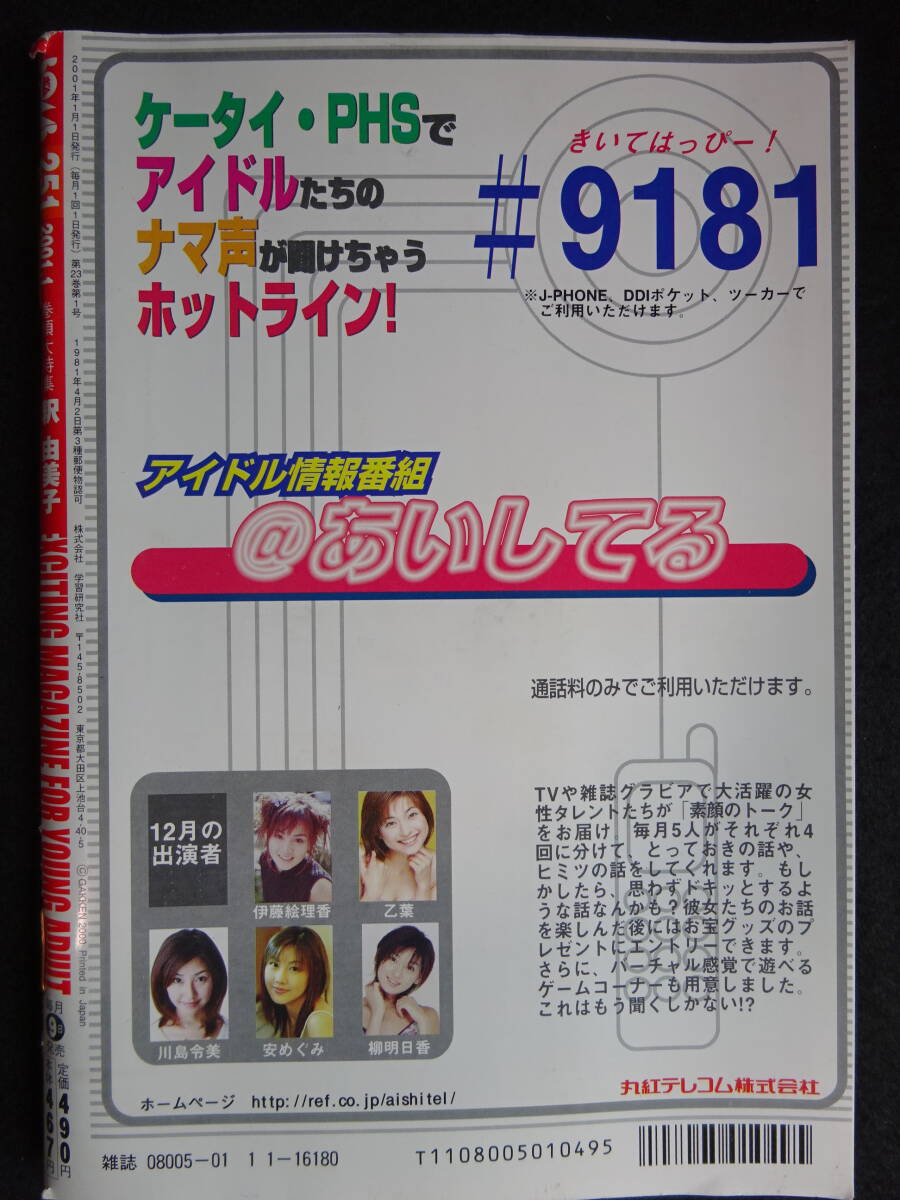 ケータイ・PHSで
アイドルたちの
ナマ声が聞けちゃう
ホットライン!
きいてはっぴー!
#9181
※J-PHONE、DDIポケット、ツーカーで
ご利用いただけます。
アイドル情報番組
@あいしてる
通話料のみでご利用いただけます。
TVや雑誌グラビアで大活躍の女
性タレントたちが「素顔のトーク」
をお届け。毎月5人がそれぞれ4
回に分けて、とっておきの話や、
ヒミツの話をしてくれます。もし
かしたら、思わずドキッとするよ
うな話なんかも?彼女たちのお話
を楽しんだ後にはお宝グッズのプ
レゼントにエントリーできます。
さらに、バーチャル感覚で遊べる
ゲームコーナーも用意しました。
これはもう聞くしかない!?
12月の
出演者
伊藤絵理香
乙葉
川島令美
安めぐみ
柳明日香
丸紅テレコム株式会社
ホームページ http://ref.co.jp/aishitel/
雑誌 08005-01 1 1-16180
T1108005010495
2001年1月1日発行(毎月1回1日発行)第23巻第1号 1981年4月2日第3種郵便物認可 株式会社 学習研究社 〒145-8502 東京都大田区上池台4-40-5 ©GAKKEN 2000 Printed in Japan
2001.1 巻頭大特集 釈 由美子 EXCITING MAGAZINE FOR YOUNG ADULT
定価490円
本体467円